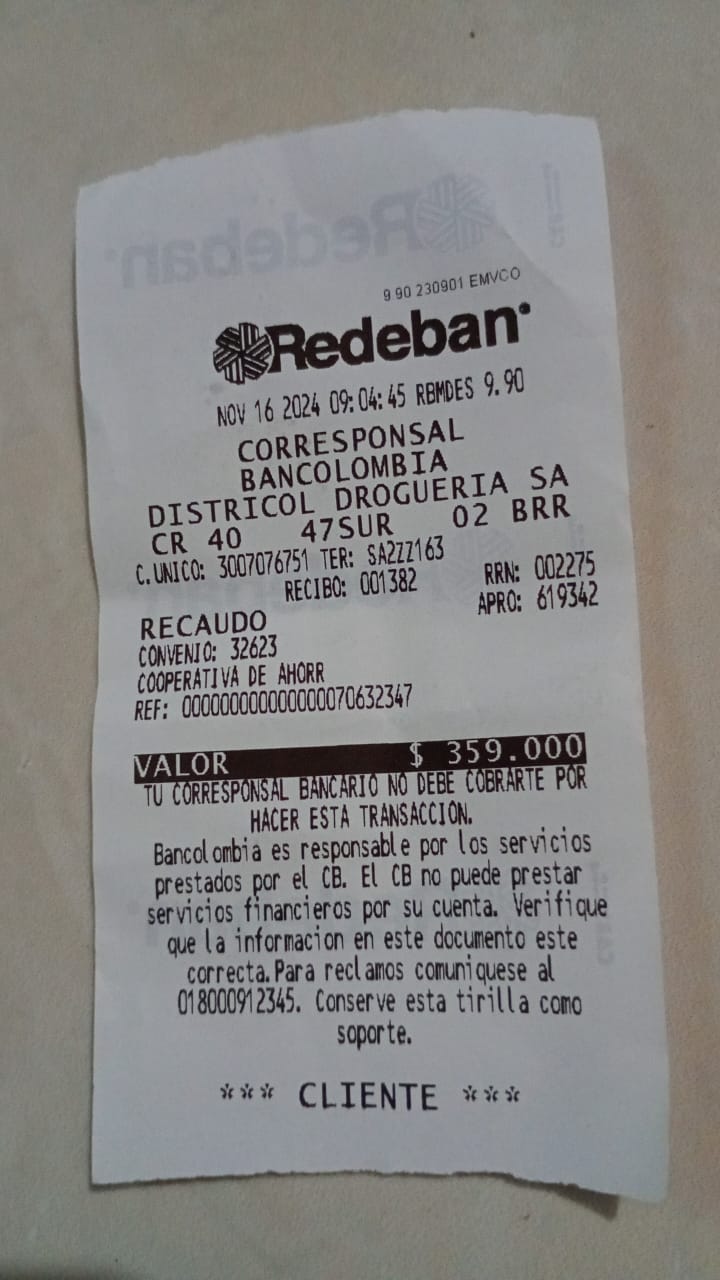 9 90 230901 EMVCO
Redeban
NOV 16 2024 09:04:45 RBMDES 9.90
CORRESPONSAL
BANCOLOMBIA
DISTRICOL DROGUERIA SA
CR 40 47SUR 02 BRR
C.UNICO: 3007076751 TER: SA2ZZ163
RECIBO: 001382 RRN: 002275
APRO: 619342
RECAUDO
CONVENIO: 32623
COOPERATIVA DE AHORR
REF: 000000000000000070632347
VALOR $ 359.000
TU CORRESPONSAL BANCARIO NO DEBE COBRARTE POR
HACER ESTA TRANSACCION.
Bancolombia es responsable por los servicios
prestados por el CB. El CB no puede prestar
servicios financieros por su cuenta. Verifique
que la informacion en este documento este
correcta.Para reclamos comuniquese al
018000912345. Conserve esta tirilla como
soporte.
*** CLIENTE ***